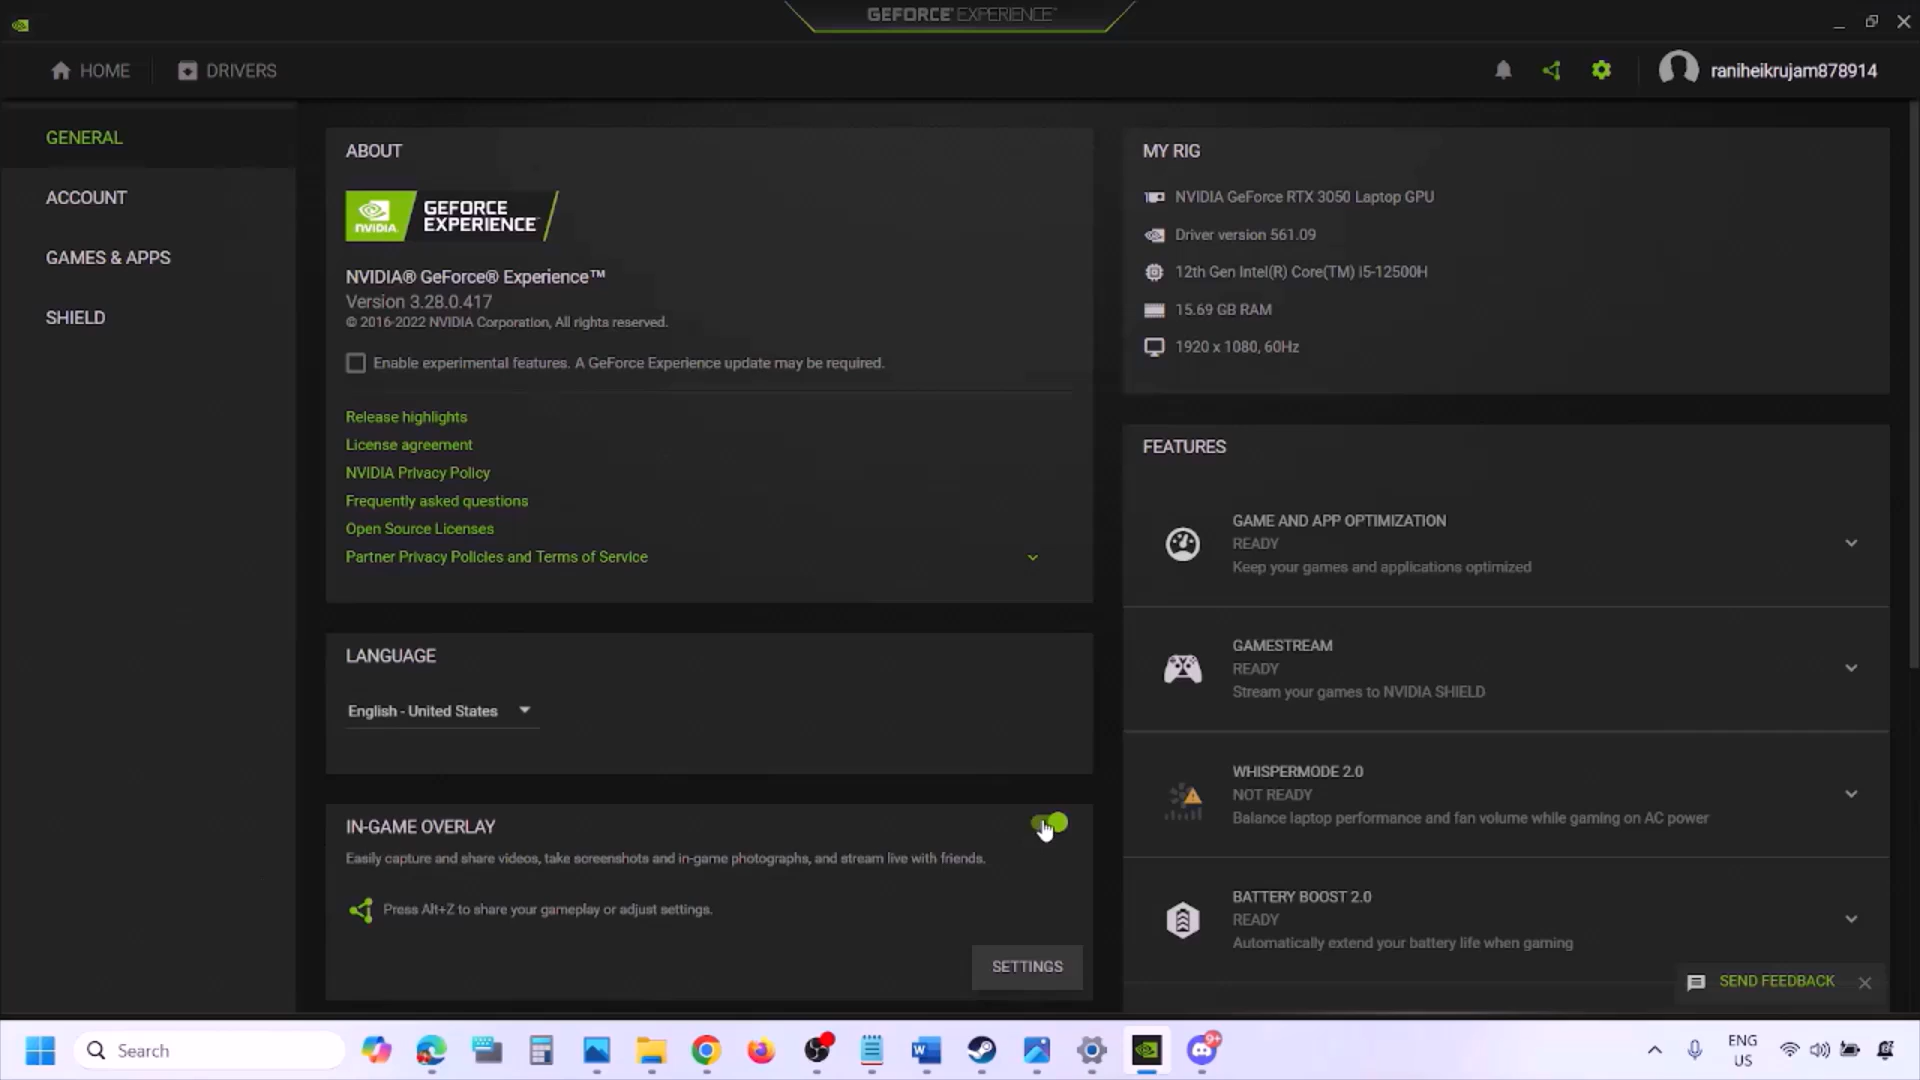 GEFORCE® EXPERIENCE™
HOME
DRIVERS
raniheikrujam878914
GENERAL
ACCOUNT
GAMES & APPS
SHIELD
ABOUT
NVIDIA.
GEFORCE
EXPERIENCE
NVIDIA® GeForce® Experience™
Version 3.28.0.417
© 2016-2022 NVIDIA Corporation, All rights reserved.
Enable experimental features. A GeForce Experience update may be required.
Release highlights
License agreement
NVIDIA Privacy Policy
Frequently asked questions
Open Source Licenses
Partner Privacy Policies and Terms of Service
LANGUAGE
English - United States
IN-GAME OVERLAY
Easily capture and share videos, take screenshots and in-game photographs, and stream live with friends.
Press Alt+Z to share your gameplay or adjust settings.
SETTINGS
MY RIG
NVIDIA GeForce RTX 3050 Laptop GPU
Driver version 561.09
12th Gen Intel(R) Core(TM) i5-12500H
15.69 GB RAM
1920 x 1080, 60Hz
FEATURES
GAME AND APP OPTIMIZATION
READY
Keep your games and applications optimized
GAMESTREAM
READY
Stream your games to NVIDIA SHIELD
WHISPERMODE 2.0
NOT READY
Balance laptop performance and fan volume while gaming on AC power
BATTERY BOOST 2.0
READY
Automatically extend your battery life when gaming
SEND FEEDBACK
Search
9+
ENG
US